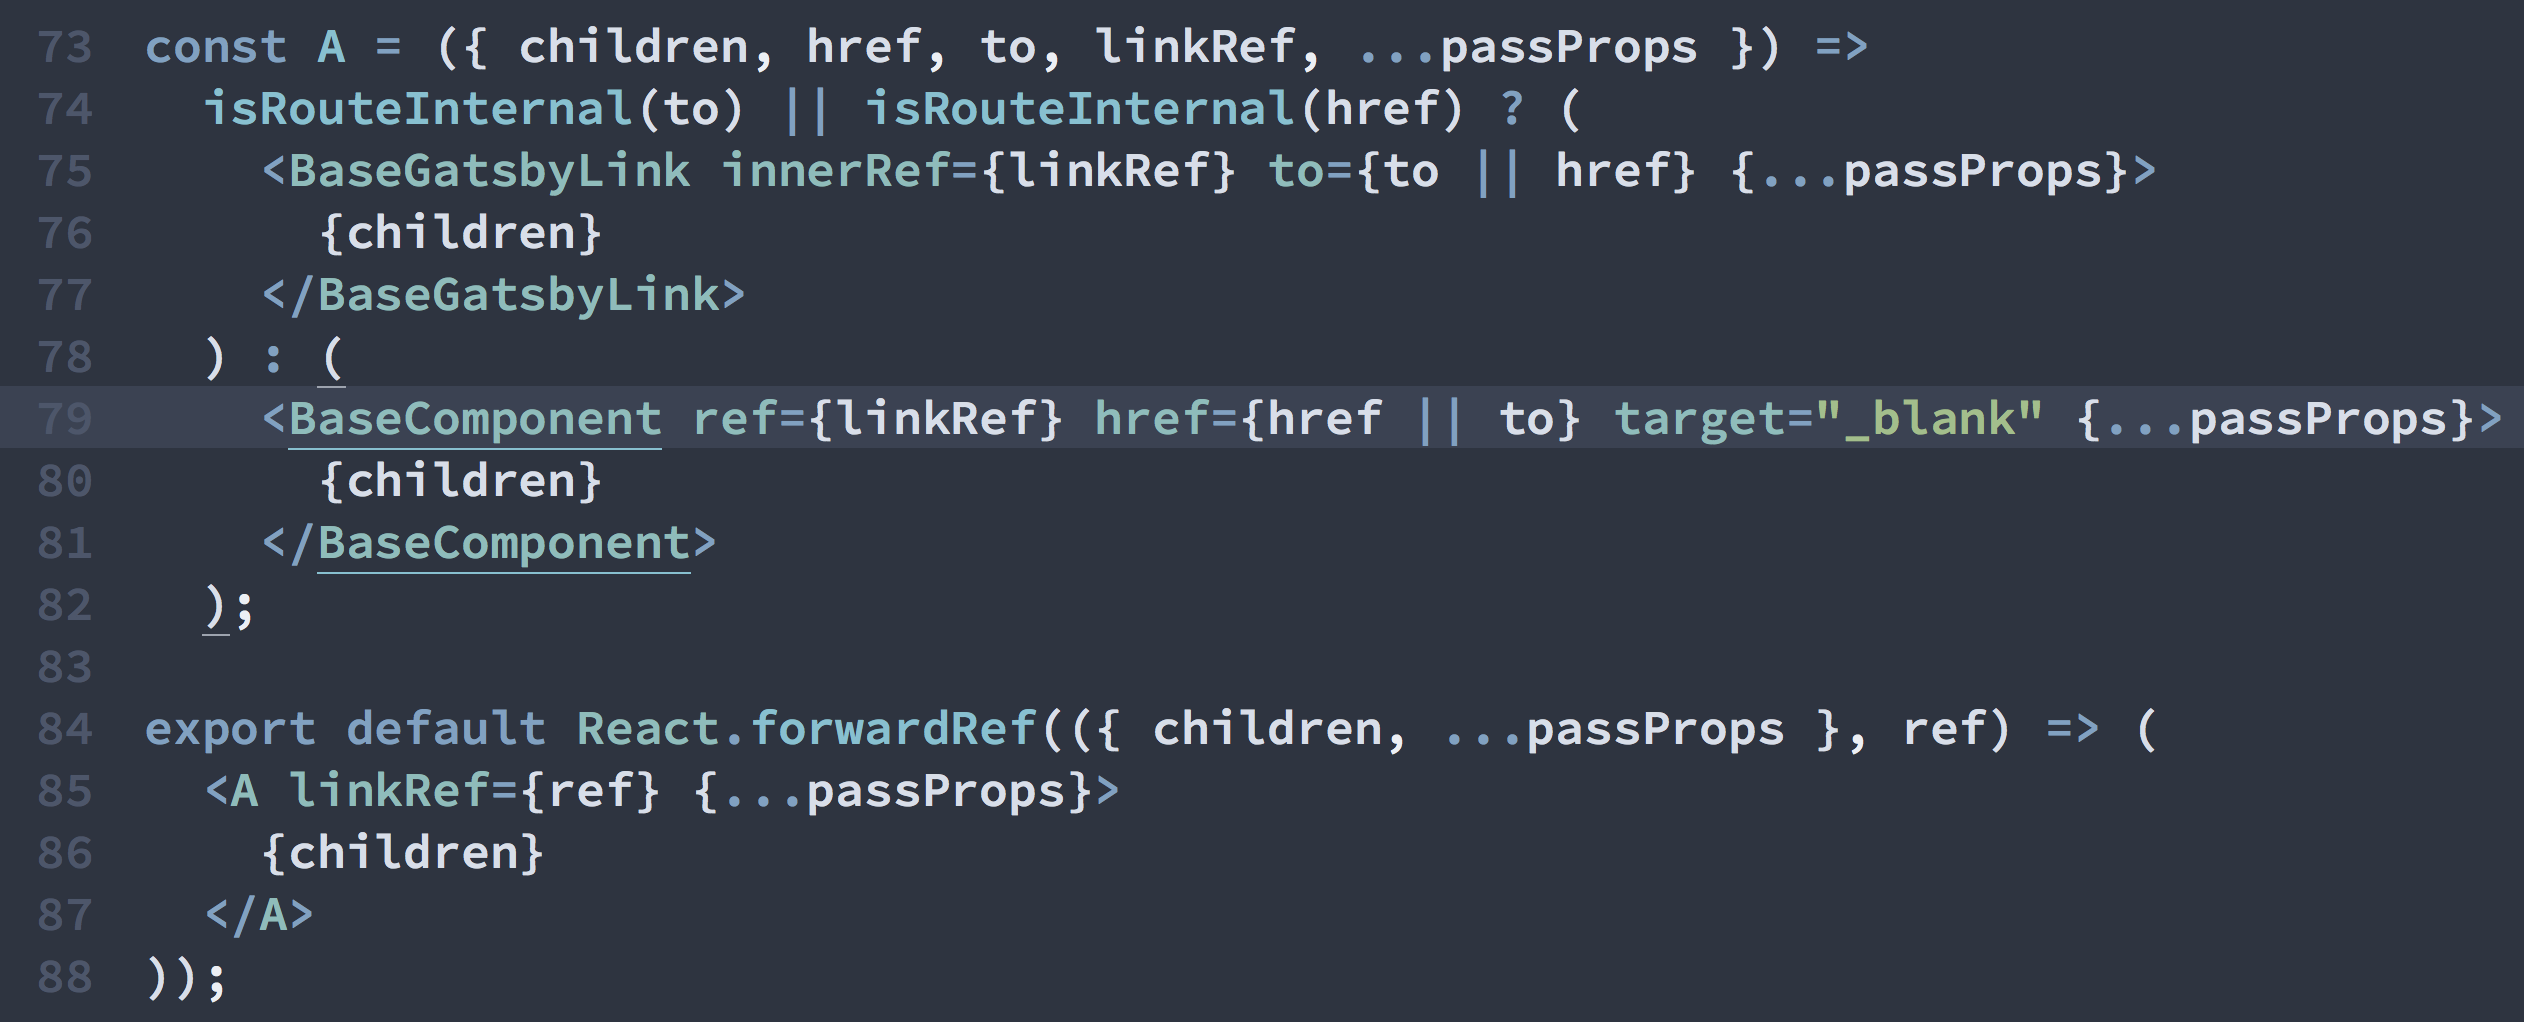 73 const A = ({ children, href, to, linkRef, ...passProps }) =>
74   isRouteInternal(to) || isRouteInternal(href) ? (
75     <BaseGatsbyLink innerRef={linkRef} to={to || href} {...passProps}>
76       {children}
77     </BaseGatsbyLink>
78   ) : (
79     <BaseComponent ref={linkRef} href={href || to} target="_blank" {...passProps}>
80       {children}
81     </BaseComponent>
82   );
83
84 export default React.forwardRef(({ children, ...passProps }, ref) => (
85   <A linkRef={ref} {...passProps}>
86     {children}
87   </A>
88 ));